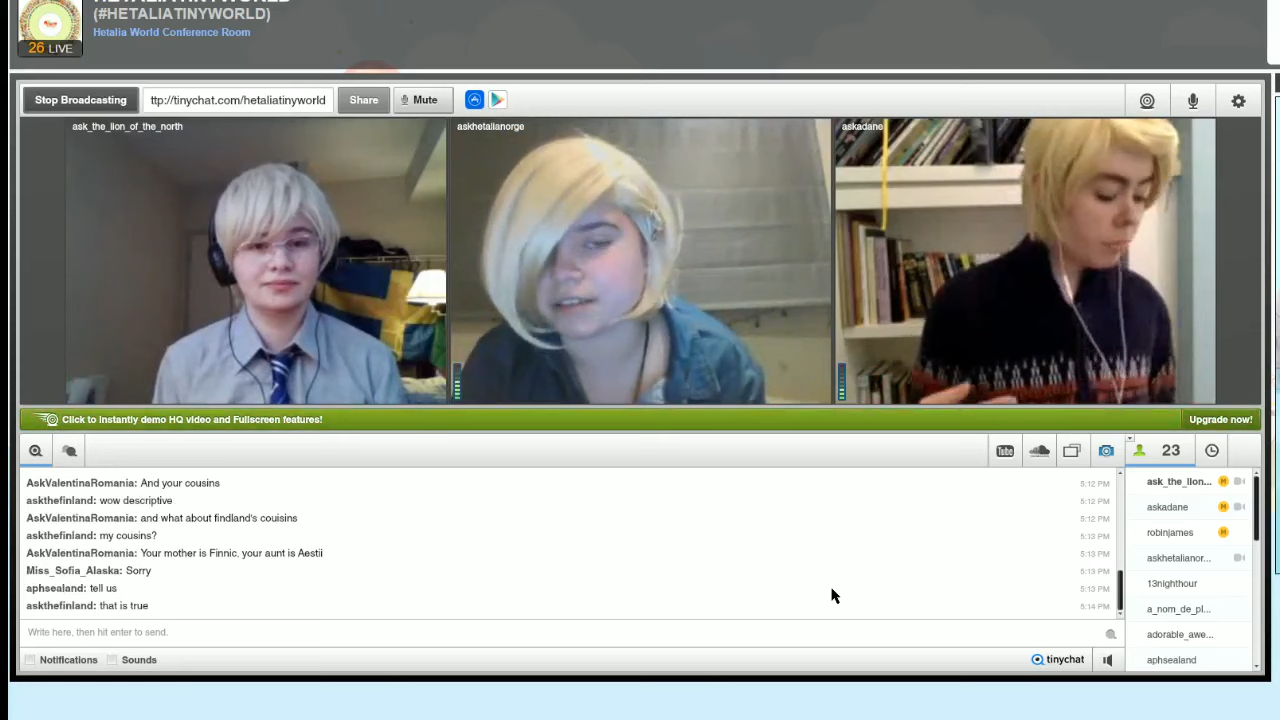 HETALIATINYWORLD
(#HETALIATINYWORLD)
Hetalia World Conference Room
26 LIVE
Stop Broadcasting
ttp://tinychat.com/hetaliatinyworld
Share
Mute
ask_the_lion_of_the_north
askhetalianorge
askadane
Click to instantly demo HQ video and Fullscreen features!
Upgrade now!
You Tube
23
AskValentinaRomania: And your cousins 5:12 PM
askthefinland: wow descriptive 5:12 PM
AskValentinaRomania: and what about findland's couisins 5:12 PM
askthefinland: my cousins? 5:13 PM
AskValentinaRomania: Your mother is Finnic, your aunt is Aestii 5:13 PM
Miss_Sofia_Alaska: Sorry 5:13 PM
aphsealand: tell us 5:13 PM
askthefinland: that is true 5:14 PM
ask_the_lion... M
askadane M
robinjames M
askhetalianor...
13nighthour
a_nom_de_pl...
adorable_awe...
aphsealand
Write here, then hit enter to send.
Notifications
Sounds
tinychat